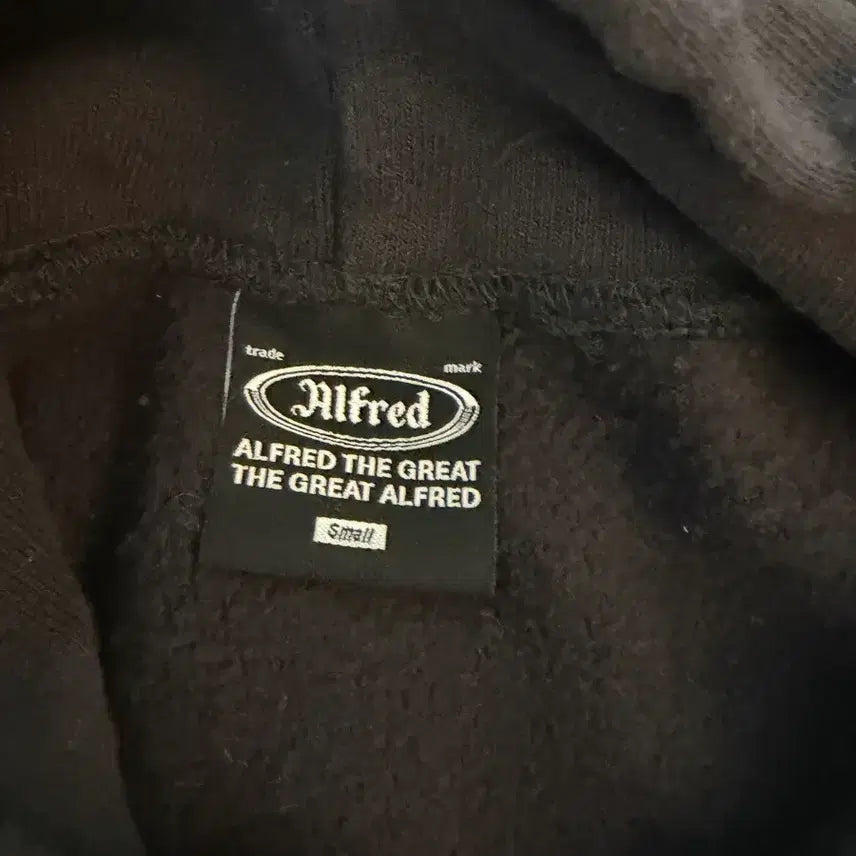 trade mark
Alfred
ALFRED THE GREAT
THE GREAT ALFRED
Small